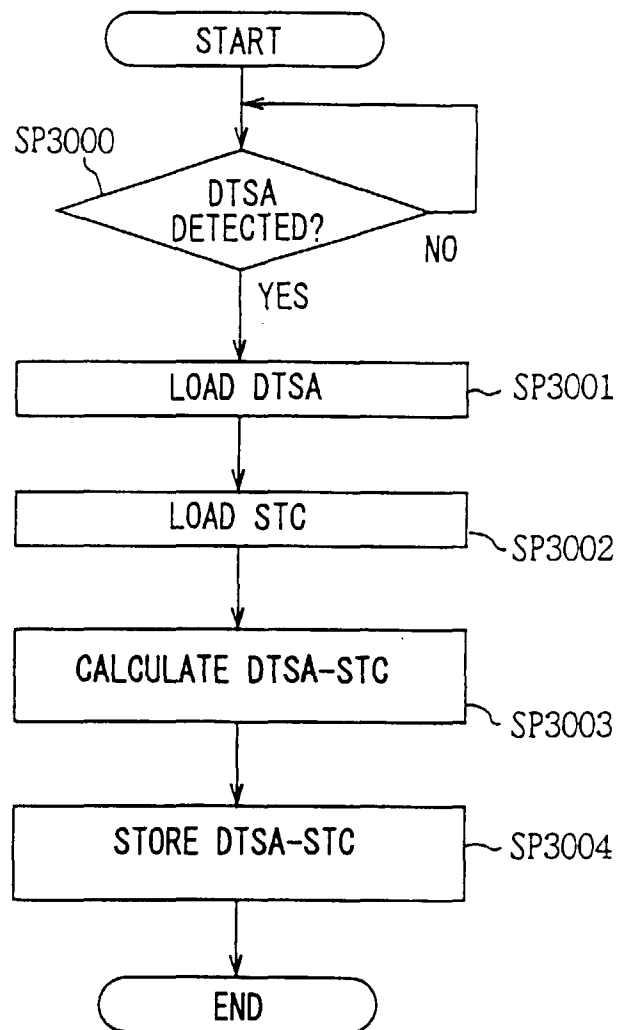 START
SP3000
DTSA
DETECTED?
NO
YES
LOAD DTSA
SP3001
LOAD STC
SP3002
CALCULATE DTSA-STC
SP3003
STORE DTSA-STC
SP3004
END